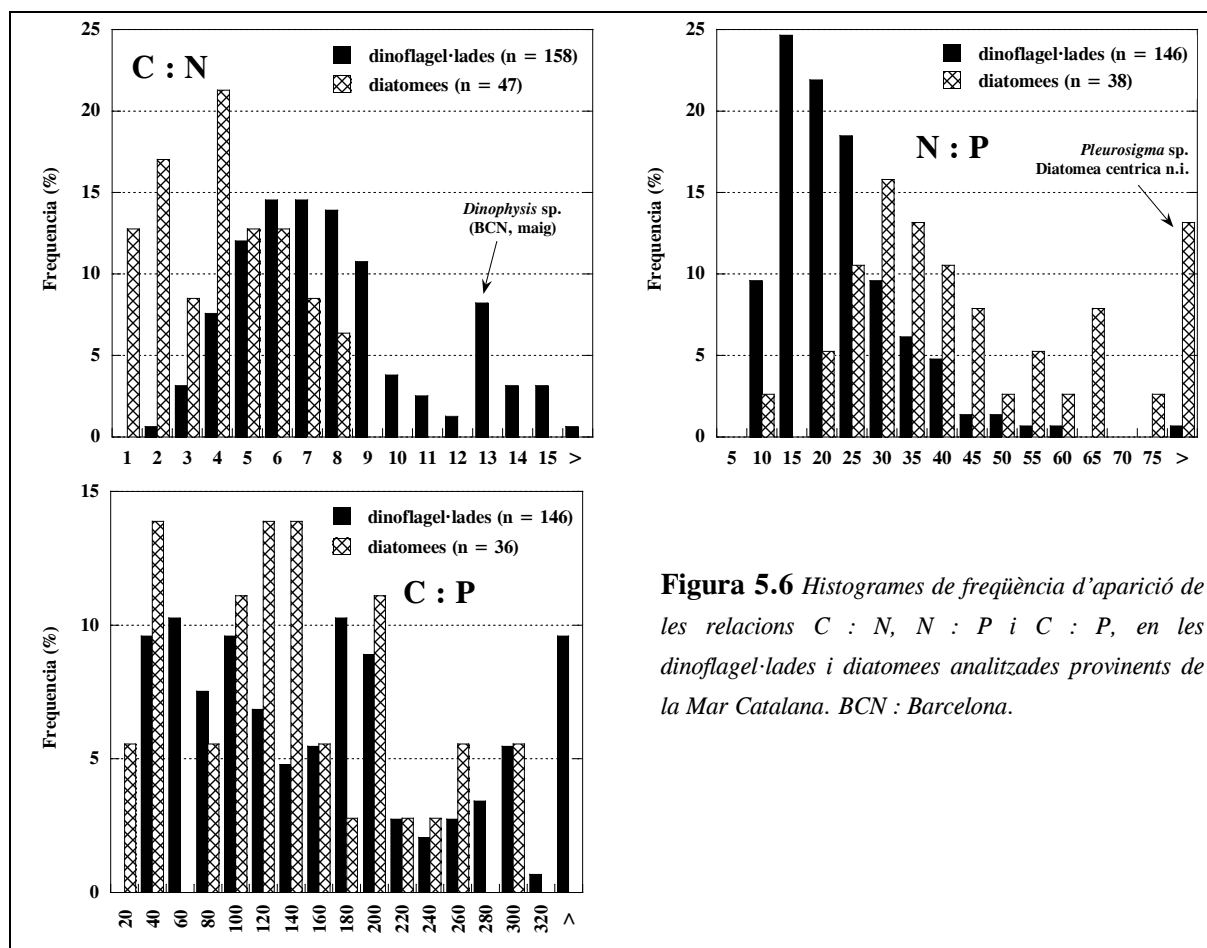 C : N
dinoflagel·lades (n = 158)
diatomees (n = 47)
Frequencia (%)
25
20
15
10
5
0
Dinophysis sp.
(BCN, maig)
1 2 3 4 5 6 7 8 9 10 11 12 13 14 15 >
dinoflagel·lades (n = 146)
diatomees (n = 38)
N : P
Frequencia (%)
25
20
15
10
5
0
Pleurosigma sp.
Diatomea centrica n.i.
5 10 15 20 25 30 35 40 45 50 55 60 65 70 75 >
dinoflagel·lades (n = 146)
diatomees (n = 36)
C : P
Frequencia (%)
15
10
5
0
20 40 60 80 100 120 140 160 180 200 220 240 260 280 300 320 >
Figura 5.6 Histogrames de freqüència d'aparició de
les relacions C : N, N : P i C : P, en les
dinoflagel·lades i diatomees analitzades provinents de
la Mar Catalana. BCN : Barcelona.